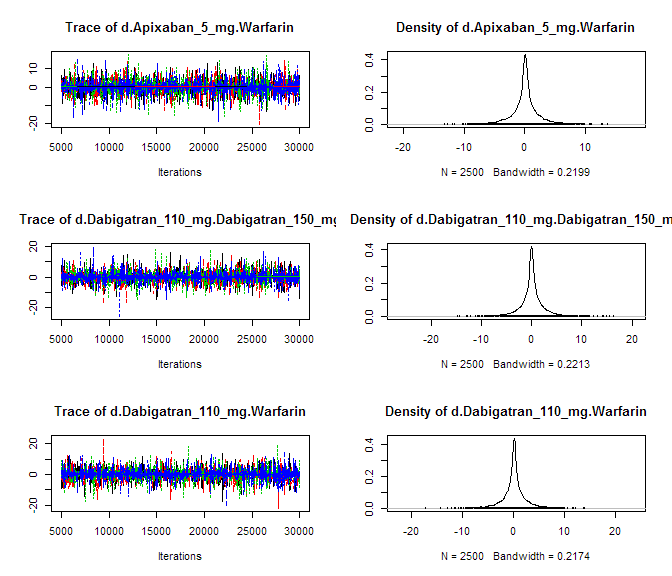 Trace of d.Apixaban_5_mg.Warfarin
10
0
-20
5000 10000 15000 20000 25000 30000
Iterations
Density of d.Apixaban_5_mg.Warfarin
0.4
0.2
0.0
-20 -10 0 10
N = 2500 Bandwidth = 0.2199
Trace of d.Dabigatran_110_mg.Dabigatran_150_mg
20
0
-20
5000 10000 15000 20000 25000 30000
Iterations
Density of d.Dabigatran_110_mg.Dabigatran_150_m
0.4
0.2
0.0
-20 -10 0 10 20
N = 2500 Bandwidth = 0.2213
Trace of d.Dabigatran_110_mg.Warfarin
20
0
-20
5000 10000 15000 20000 25000 30000
Iterations
Density of d.Dabigatran_110_mg.Warfarin
0.4
0.2
0.0
-20 -10 0 10 20
N = 2500 Bandwidth = 0.2174